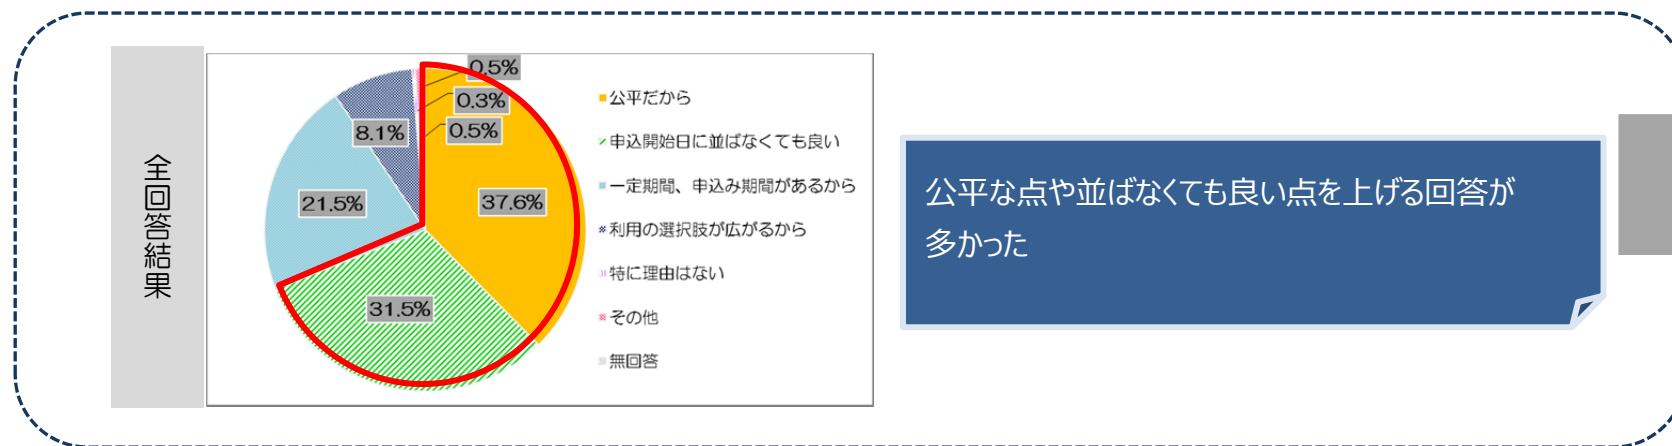 全回答結果
0.5%
0.3%
0.5%
8.1%
21.5%
37.6%
31.5%
公平だから
申込開始日に並ばなくても良い
一定期間、申込み期間があるから
利用の選択肢が広がるから
特に理由はない
その他
無回答
公平な点や並ばなくても良い点を上げる回答が
多かった